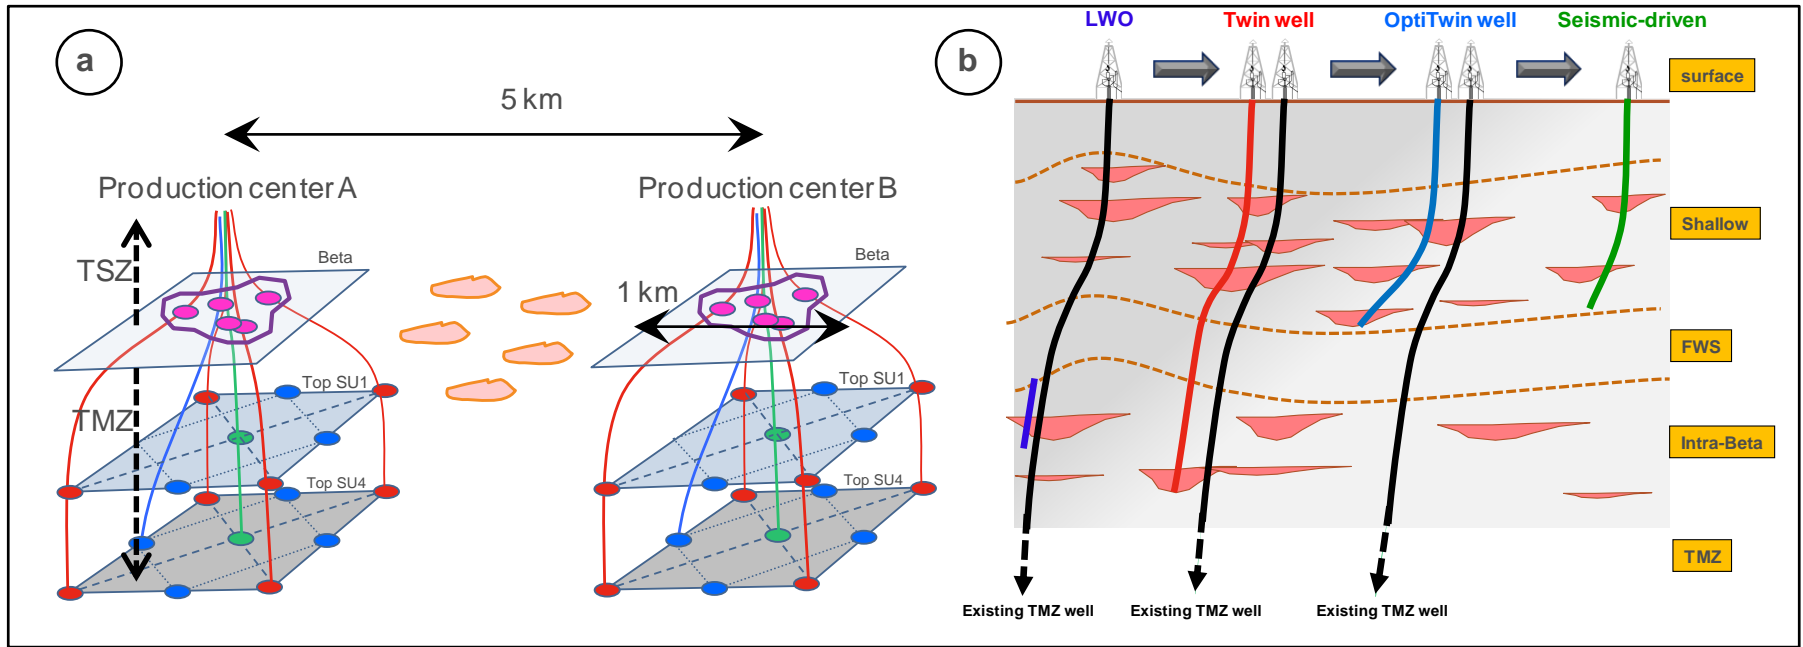 a
5 km
Production center A
Production center B
TSZ
Beta
Beta
1 km
TMZ
Top SU1
Top SU1
Top SU4
Top SU4
b
LWO
Twin well
OptiTwin well
Seismic-driven
surface
Shallow
FWS
Intra-Beta
TMZ
Existing TMZ well
Existing TMZ well
Existing TMZ well